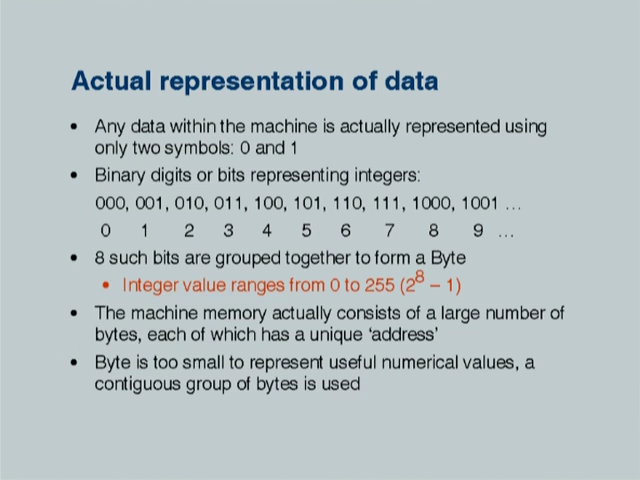 Actual representation of data
• Any data within the machine is actually represented using
only two symbols: 0 and 1
• Binary digits or bits representing integers:
000, 001, 010, 011, 100, 101, 110, 111, 1000, 1001 ...
0 1 2 3 4 5 6 7 8 9 ...
• 8 such bits are grouped together to form a Byte
• Integer value ranges from 0 to 255 (2⁸ – 1)
• The machine memory actually consists of a large number of
bytes, each of which has a unique ‘address’
• Byte is too small to represent useful numerical values, a
contiguous group of bytes is used